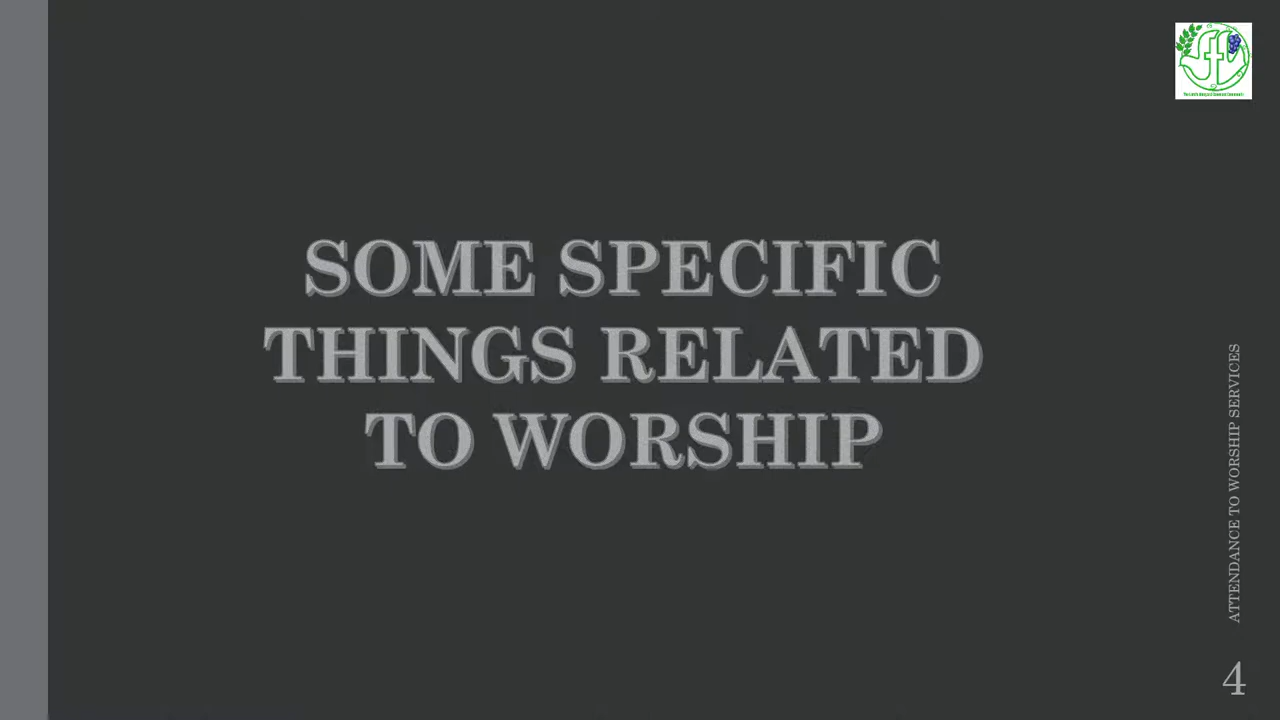 SOME SPECIFIC
THINGS RELATED
TO WORSHIP
ATTENDANCE TO WORSHIP SERVICES
4